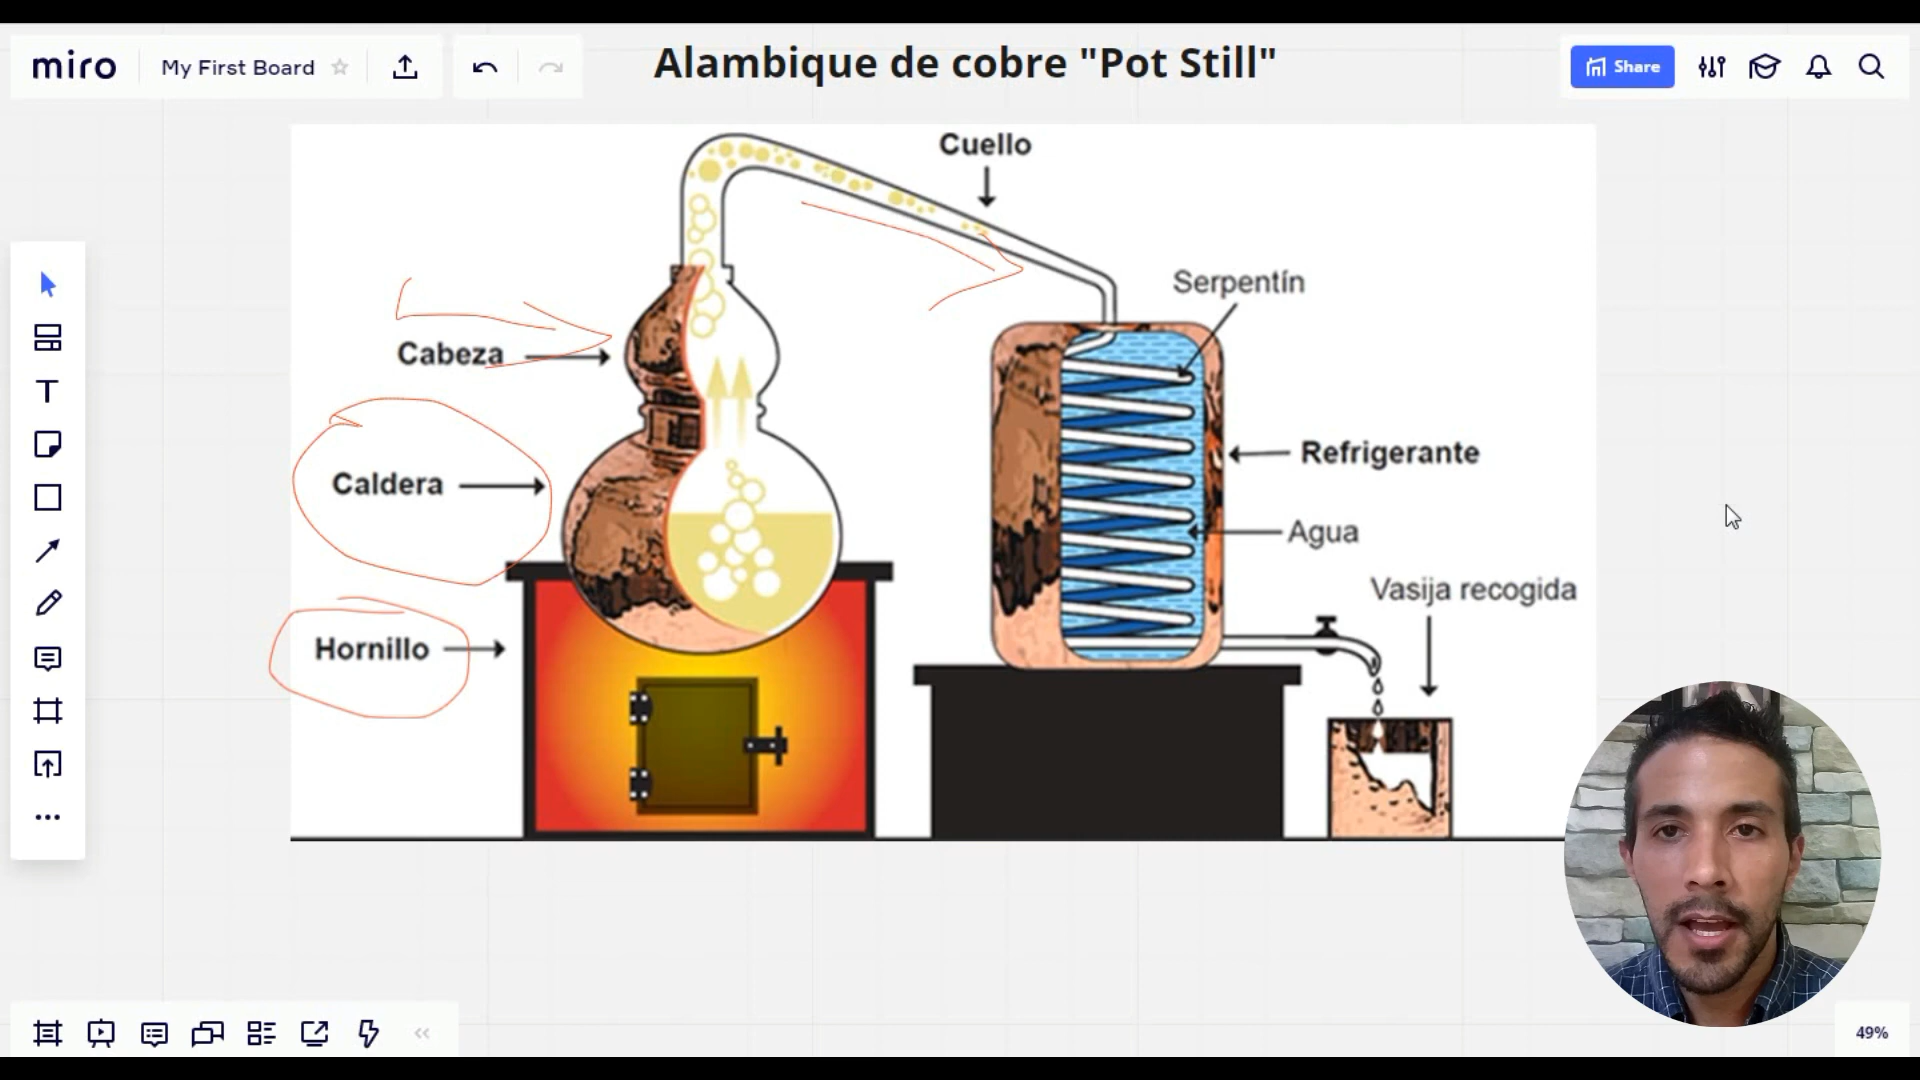 miro
My First Board
Alambique de cobre "Pot Still"
Share
Cuello
Serpentín
Cabeza
Refrigerante
Caldera
Agua
Vasija recogida
Hornillo
49%